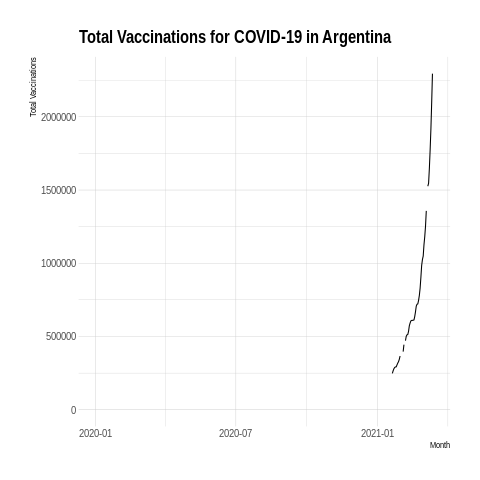 Total Vaccinations for COVID-19 in Argentina
Total Vaccinations
2000000
1500000
1000000
500000
0
2020-01
2020-07
2021-01
Month